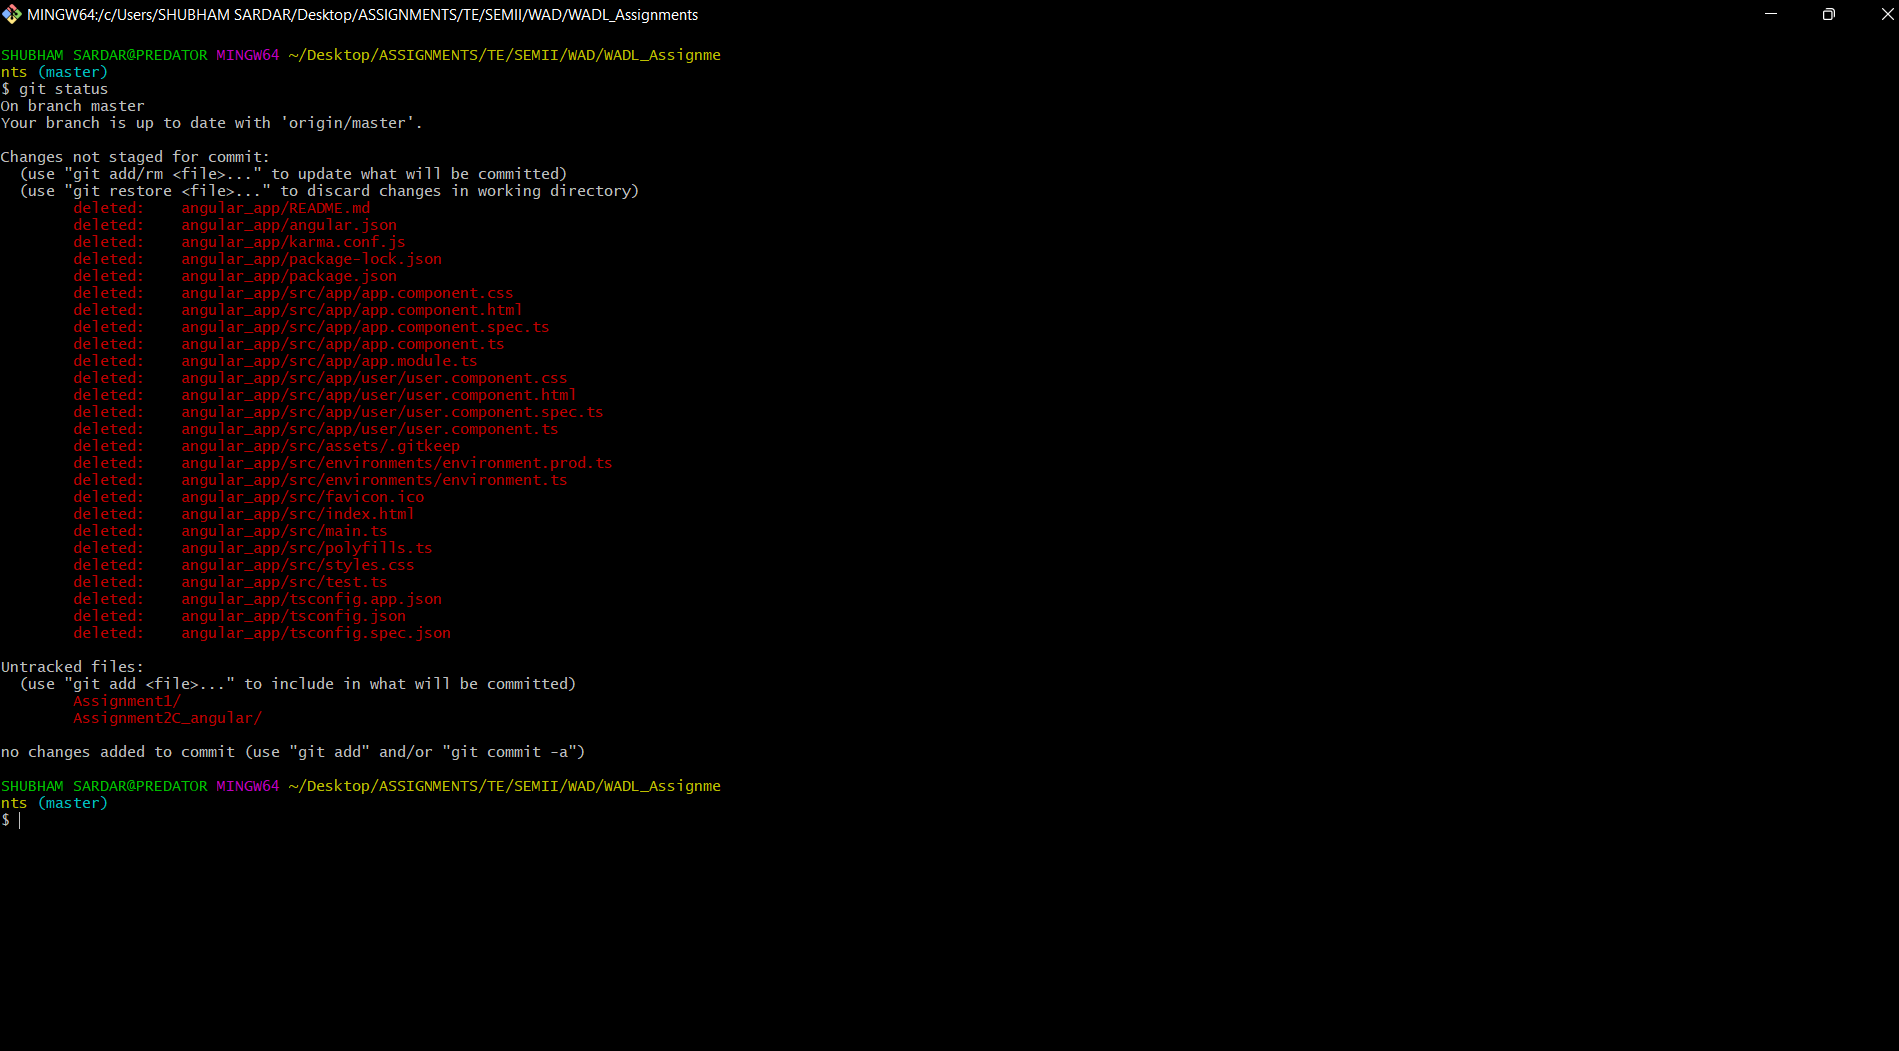 MINGW64:/c/Users/SHUBHAM SARDAR/Desktop/ASSIGNMENTS/TE/SEMII/WAD/WADL_Assignments
SHUBHAM SARDAR@PREDATOR MINGW64 ~/Desktop/ASSIGNMENTS/TE/SEMII/WAD/WADL_Assignme
nts (master)
$ git status
On branch master
Your branch is up to date with 'origin/master'.
Changes not staged for commit:
  (use "git add/rm <file>..." to update what will be committed)
  (use "git restore <file>..." to discard changes in working directory)
        deleted:    angular_app/README.md
        deleted:    angular_app/angular.json
        deleted:    angular_app/karma.conf.js
        deleted:    angular_app/package-lock.json
        deleted:    angular_app/package.json
        deleted:    angular_app/src/app/app.component.css
        deleted:    angular_app/src/app/app.component.html
        deleted:    angular_app/src/app/app.component.spec.ts
        deleted:    angular_app/src/app/app.component.ts
        deleted:    angular_app/src/app/app.module.ts
        deleted:    angular_app/src/app/user/user.component.css
        deleted:    angular_app/src/app/user/user.component.html
        deleted:    angular_app/src/app/user/user.component.spec.ts
        deleted:    angular_app/src/app/user/user.component.ts
        deleted:    angular_app/src/assets/.gitkeep
        deleted:    angular_app/src/environments/environment.prod.ts
        deleted:    angular_app/src/environments/environment.ts
        deleted:    angular_app/src/favicon.ico
        deleted:    angular_app/src/index.html
        deleted:    angular_app/src/main.ts
        deleted:    angular_app/src/polyfills.ts
        deleted:    angular_app/src/styles.css
        deleted:    angular_app/src/test.ts
        deleted:    angular_app/tsconfig.app.json
        deleted:    angular_app/tsconfig.json
        deleted:    angular_app/tsconfig.spec.json
Untracked files:
  (use "git add <file>..." to include in what will be committed)
        Assignment1/
        Assignment2C_angular/
no changes added to commit (use "git add" and/or "git commit -a")
SHUBHAM SARDAR@PREDATOR MINGW64 ~/Desktop/ASSIGNMENTS/TE/SEMII/WAD/WADL_Assignme
nts (master)
$